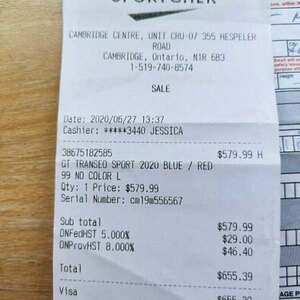 SPORTCHEK
CAMBRIDGE CENTRE, UNIT CRU-07 355 HESPELER
ROAD
CAMBRIDGE, Ontario, N1R 6B3
1-519-740-8574
SALE
Date: 2020/06/27 13:37
Cashier: *****3440 JESSICA
38675182585 $579.99 H
GT TRANSEO SPORT 2020 BLUE / RED
99 NO COLOR L
Qty: 1 Price: $579.99
Serial Number: cm19m556567
Sub total $579.99
ONFedHST 5.000% $29.00
ONProvHST 8.000% $46.40
Total $655.39
Visa $655.39